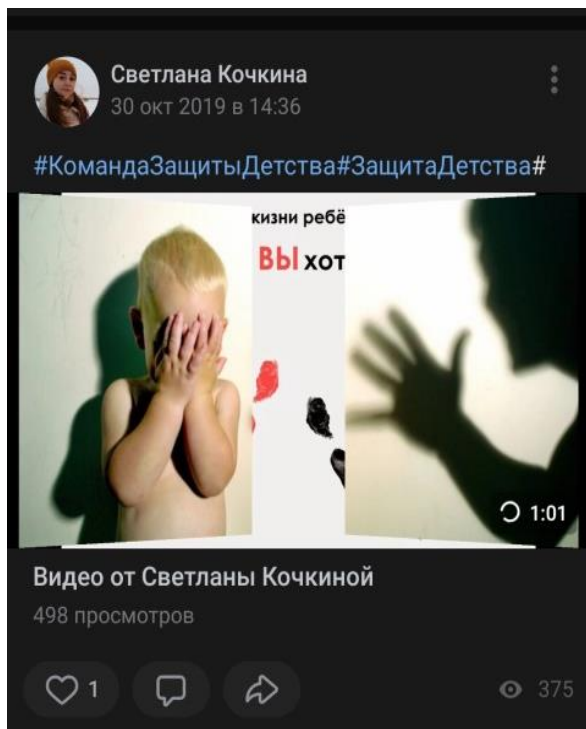 Светлана Кочкина
30 окт 2019 в 14:36
#КомандаЗащитыДетства#ЗащитаДетства#
жизни ребё
ВЫ хот
1:01
Видео от Светланы Кочкиной
498 просмотров
1
375